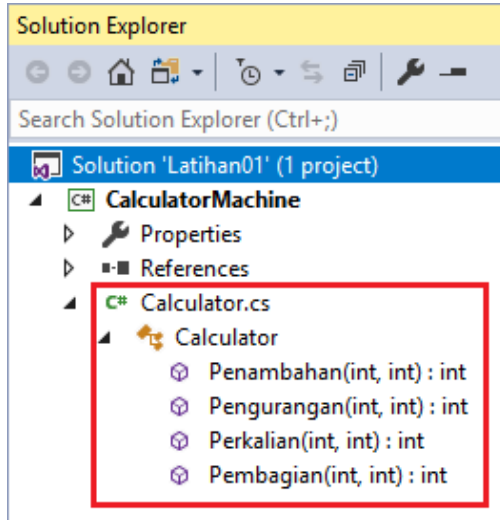 Solution Explorer
Search Solution Explorer (Ctrl+;)
Solution 'Latihan01' (1 project)
C# CalculatorMachine
Properties
References
C# Calculator.cs
Calculator
Penambahan(int, int) : int
Pengurangan(int, int) : int
Perkalian(int, int) : int
Pembagian(int, int) : int